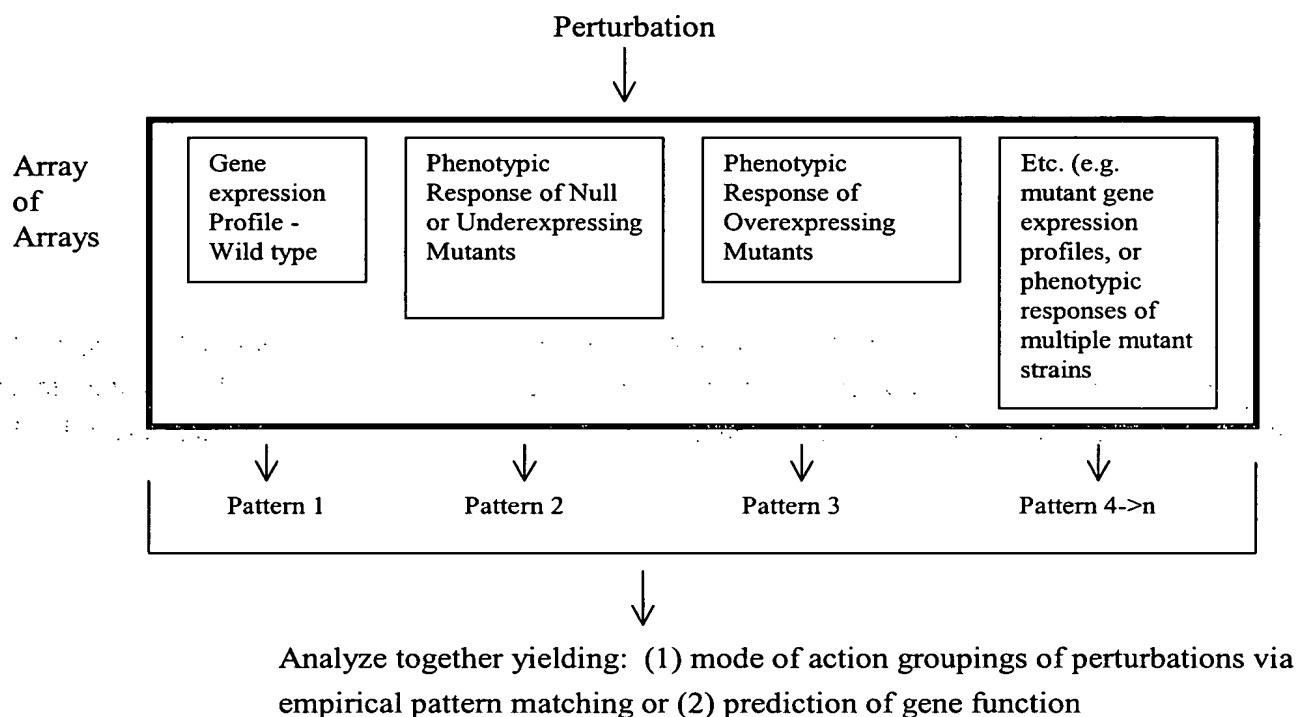 Perturbation
Array
of
Arrays
Gene
expression
Profile -
Wild type
Phenotypic
Response of Null
or Underexpressing
Mutants
Phenotypic
Response of
Overexpressing
Mutants
Etc. (e.g.
mutant gene
expression
profiles, or
phenotypic
responses of
multiple mutant
strains
Pattern 1
Pattern 2
Pattern 3
Pattern 4->n
Analyze together yielding: (1) mode of action groupings of perturbations via
empirical pattern matching or (2) prediction of gene function